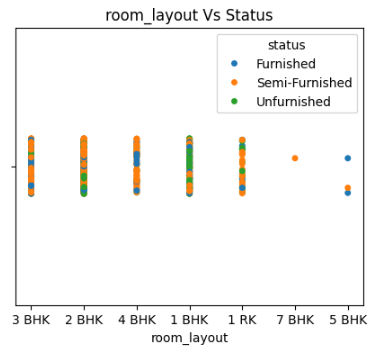 room_layout Vs Status
status
Furnished
Semi-Furnished
Unfurnished
3 BHK 2 BHK 4 BHK 1 BHK 1 RK 7 BHK 5 BHK
room_layout